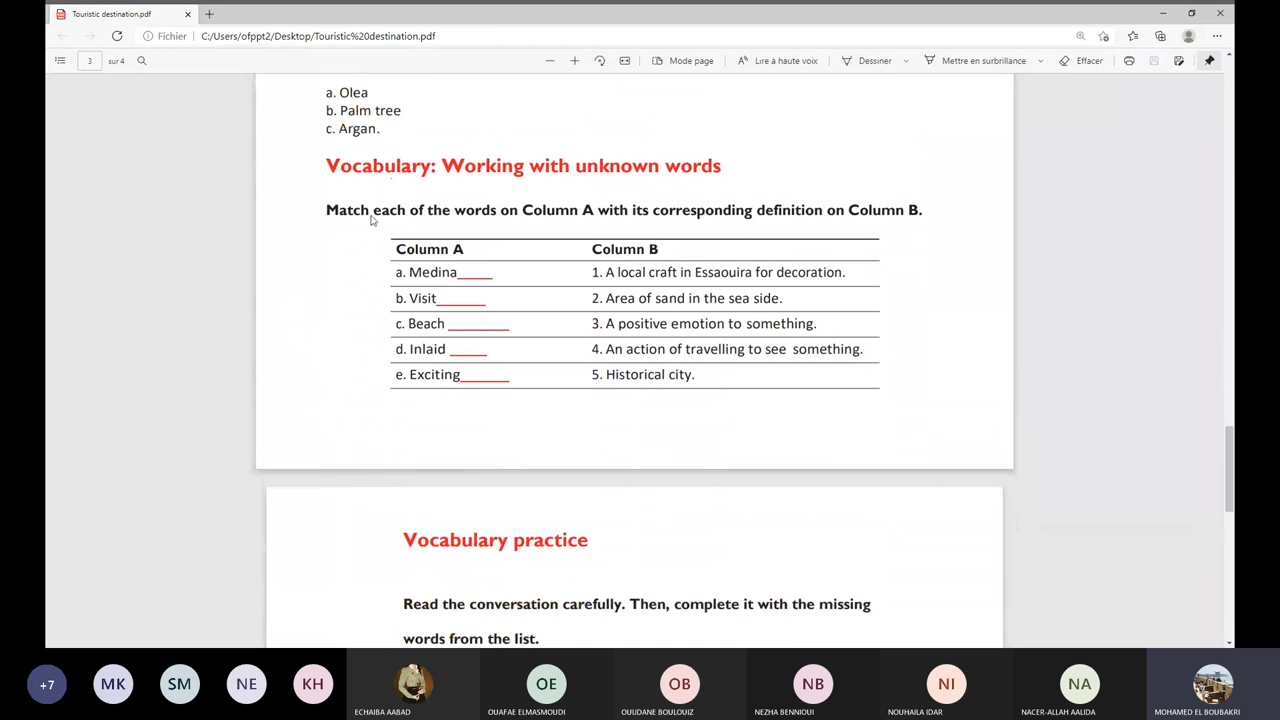 Touristic destination.pdf
Fichier C:/Users/ofppt2/Desktop/Touristic%20destination.pdf
3 sur 4 Mode page Lire à haute voix Dessiner Mettre en surbrillance Effacer
a. Olea
b. Palm tree
c. Argan.
Vocabulary: Working with unknown words
Match each of the words on Column A with its corresponding definition on Column B.
Column A Column B
a. Medina_____ 1. A local craft in Essaouira for decoration.
b. Visit_______ 2. Area of sand in the sea side.
c. Beach _________ 3. A positive emotion to something.
d. Inlaid _____ 4. An action of travelling to see something.
e. Exciting_______ 5. Historical city.
Vocabulary practice
Read the conversation carefully. Then, complete it with the missing
words from the list.
+7 MK SM NE KH OE OB NB NI NA
ECHAIBA AABAD OUAFAE ELMASMOUDI OUIJDANE BOULOUIZ NEZHA BENNIOUI NOUHAILA IDAR NACER-ALLAH AALIDA MOHAMED EL BOUBAKRI